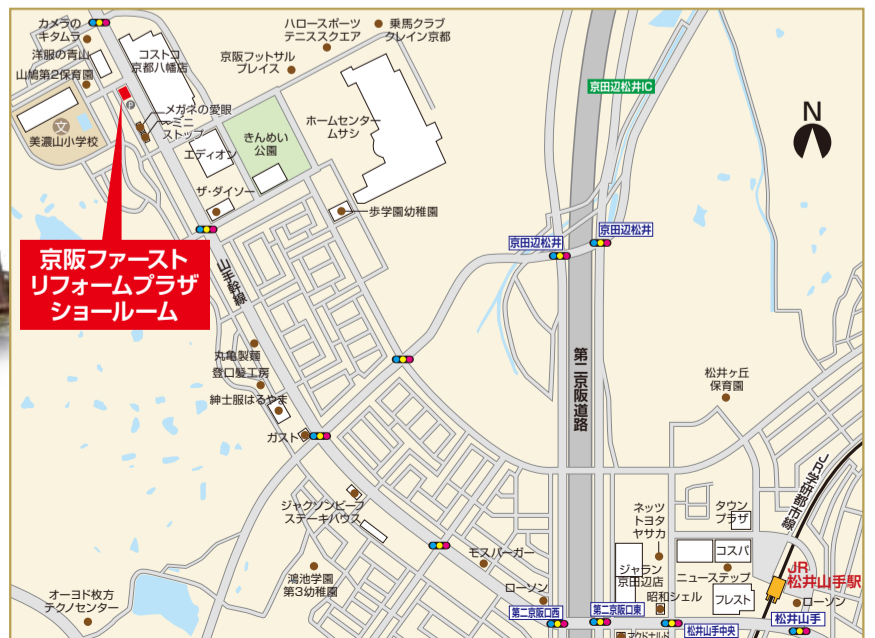 カメラの
キタムラ
洋服の青山
山鳩第2保育園
美濃山小学校
文
コストコ
京都八幡店
P
メガネの愛眼
ミニ
ストップ
エディオン
ザ・ダイソー
きんめい
公園
京阪フットサル
プレイス
ハロースポーツ
テニススクエア
乗馬クラブ
クレイン京都
ホームセンター
ムサシ
歩学園幼稚園
京田辺松井IC
N
京田辺松井
京田辺松井
京阪ファースト
リフォームプラザ
ショールーム
山手幹線
丸亀製麺
登口髪工房
紳士服はるやま
ガスト
第二京阪道路
松井ヶ丘
保育園
JR学研都市線
ジャクソンビーフ
ステーキハウス
鴻池学園
第3幼稚園
オーヨド枚方
テクノセンター
モスバーガー
ローソン
第二京阪口西
第二京阪口東
ネッツ
トヨタ
ヤサカ
ジャラン
京田辺店
昭和シェル
マクドナルド
タウン
プラザ
コスパ
ニューステップ
フレスト
JR
松井山手駅
ローソン
松井山手中央
松井山手